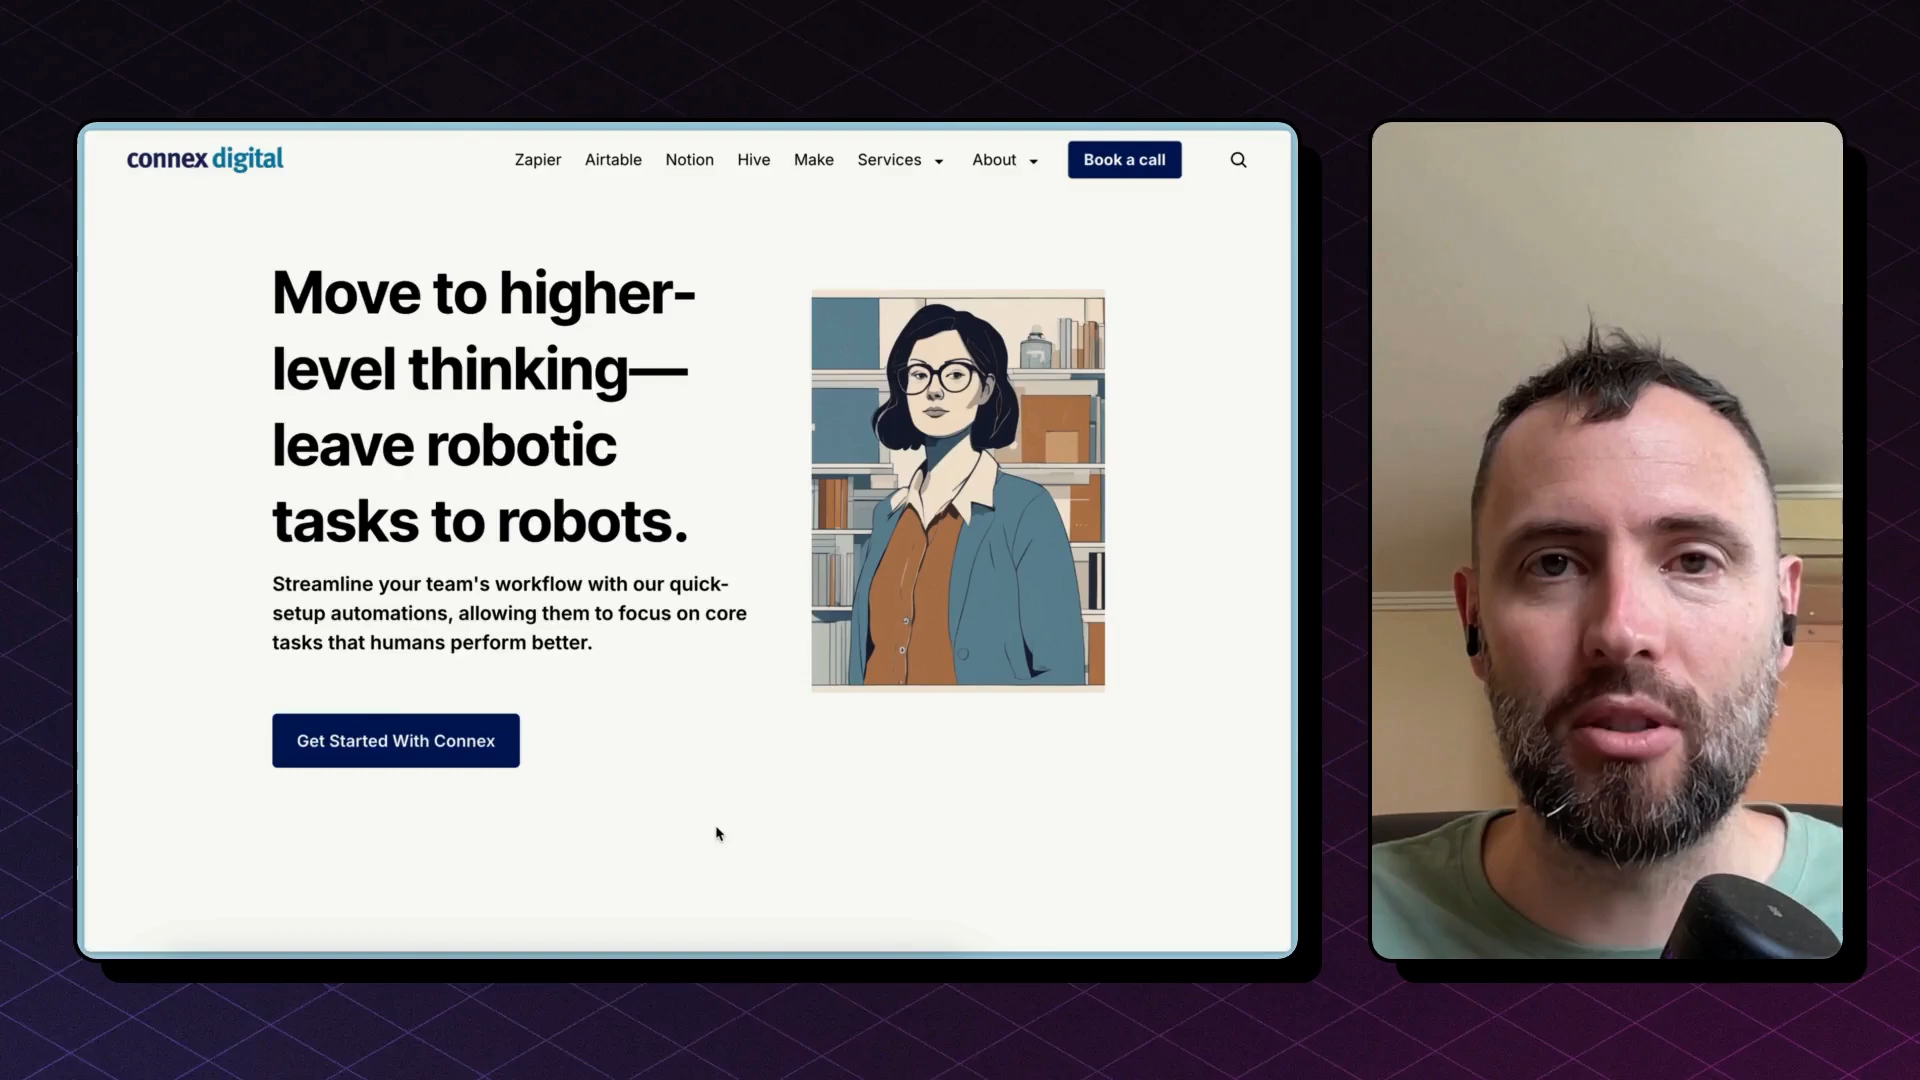 connex digital
Zapier Airtable Notion Hive Make Services About Book a call
Move to higher-
level thinking—
leave robotic
tasks to robots.
Streamline your team's workflow with our quick-
setup automations, allowing them to focus on core
tasks that humans perform better.
Get Started With Connex